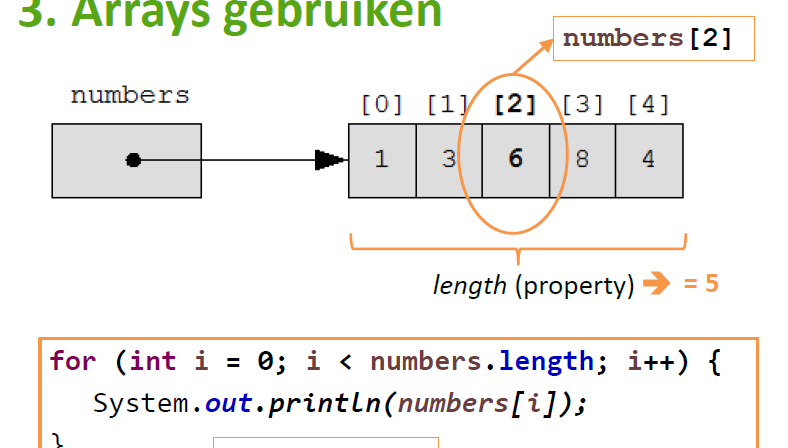 3. Arrays gebruiken
numbers[2]
numbers
[0] [1] [2] [3] [4]
1 3 6 8 4
length (property) ➔ = 5
for (int i = 0; i < numbers.length; i++) {
System.out.println(numbers[i]);
}